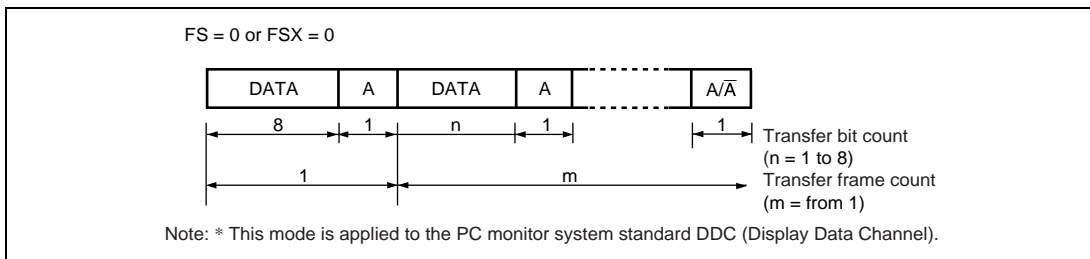 FS = 0 or FSX = 0
DATA A DATA A A/A̅
8 1 n 1 1
Transfer bit count
(n = 1 to 8)
1 m
Transfer frame count
(m = from 1)
Note: * This mode is applied to the PC monitor system standard DDC (Display Data Channel).